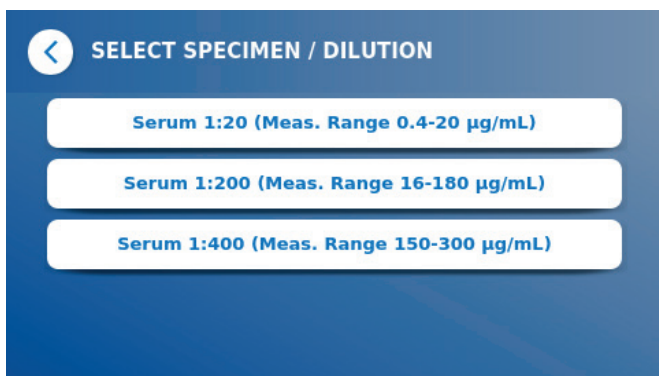 SELECT SPECIMEN / DILUTION
Serum 1:20 (Meas. Range 0.4-20 µg/mL)
Serum 1:200 (Meas. Range 16-180 µg/mL)
Serum 1:400 (Meas. Range 150-300 µg/mL)